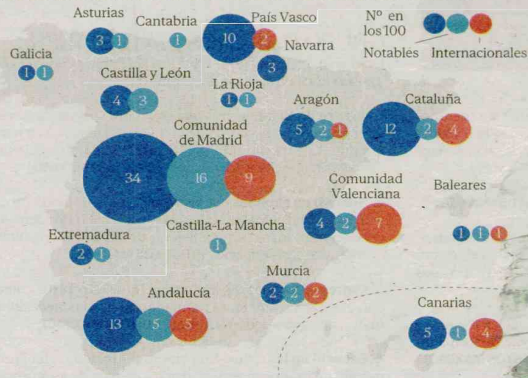 Asturias
3 1
Cantabria
1
País Vasco
10 2
Nº en
los 100
Notables Internacionales
Navarra
3
Galicia
1 1
Castilla y León
4 3
La Rioja
1 1
Aragón
5 2 1
Cataluña
12 2 4
Comunidad
de Madrid
34 16 9
Comunidad
Valenciana
4 2 7
Baleares
1 1 1
Extremadura
2 1
Castilla-La Mancha
1
Murcia
2 2 2
Andalucía
13 5 5
Canarias
5 1 4